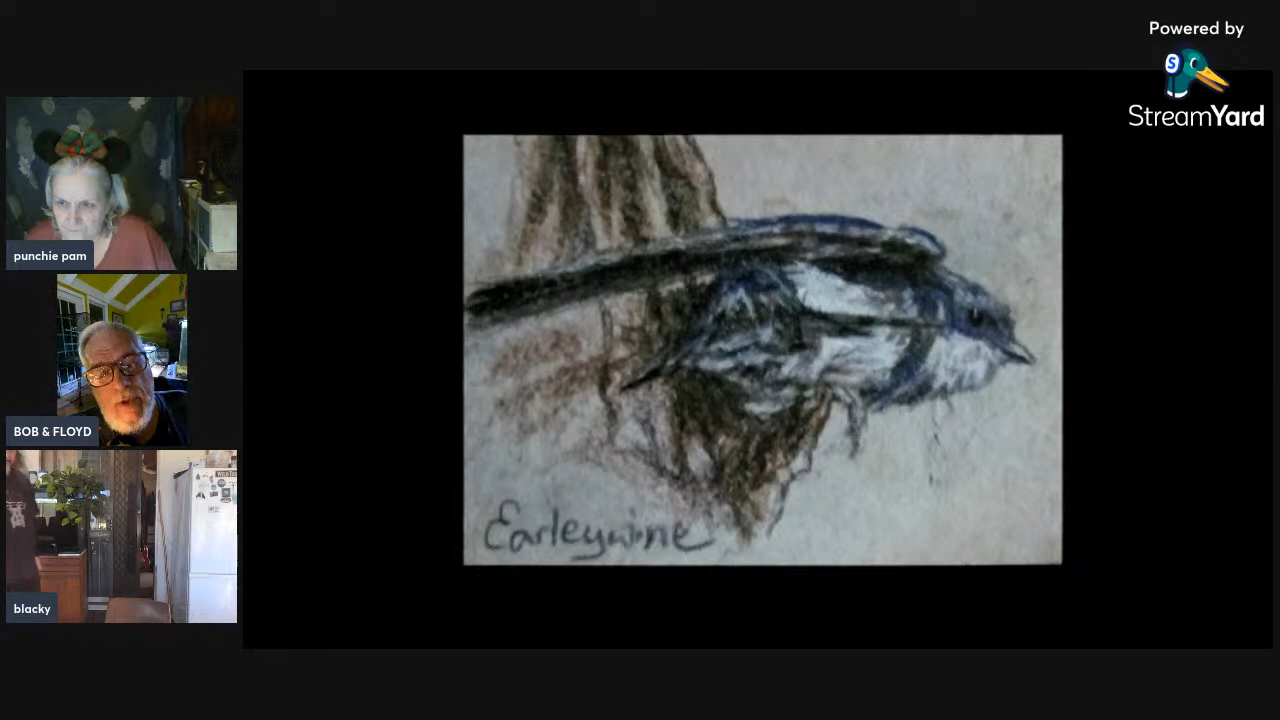 Powered by
S
StreamYard
punchie pam
BOB & FLOYD
blacky
Earleywine